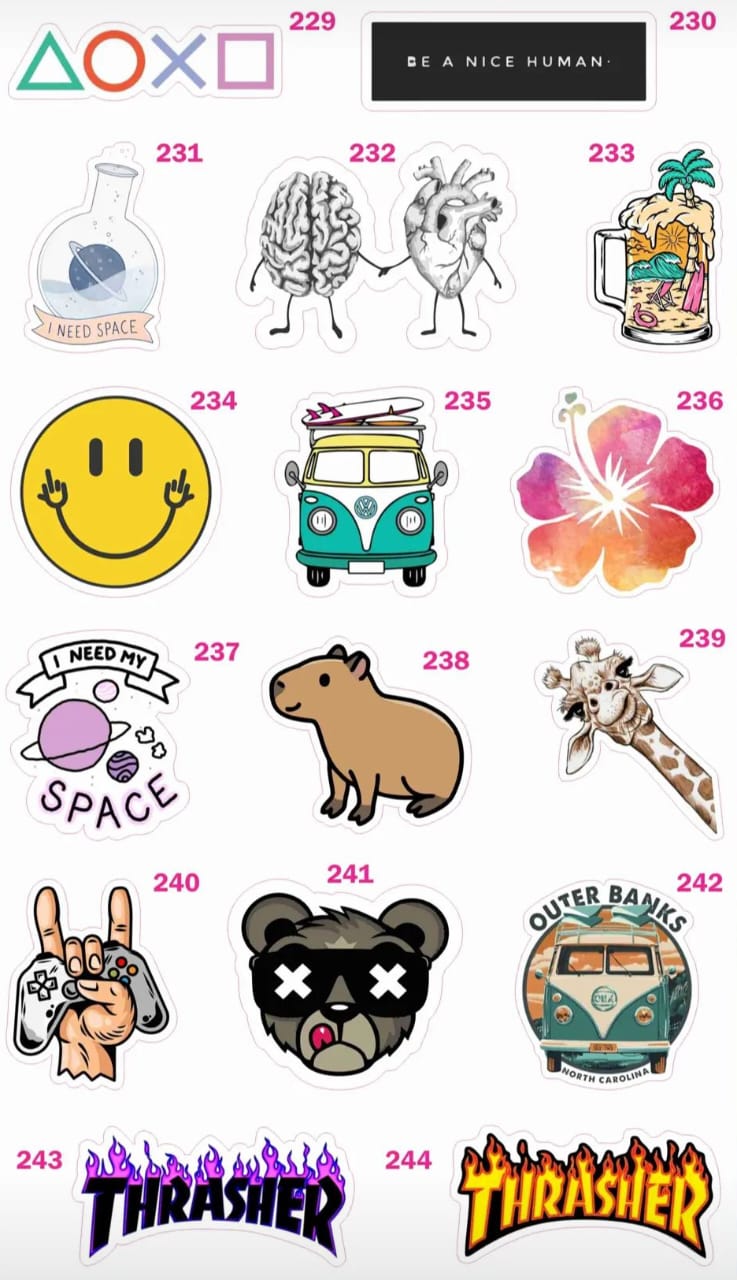 229
230
BE A NICE HUMAN·
231
232
233
I NEED SPACE
234
235
236
237
I NEED MY
SPACE
238
239
240
241
242
OUTER BANKS
NORTH CAROLINA
243
THRASHER
244
THRASHER